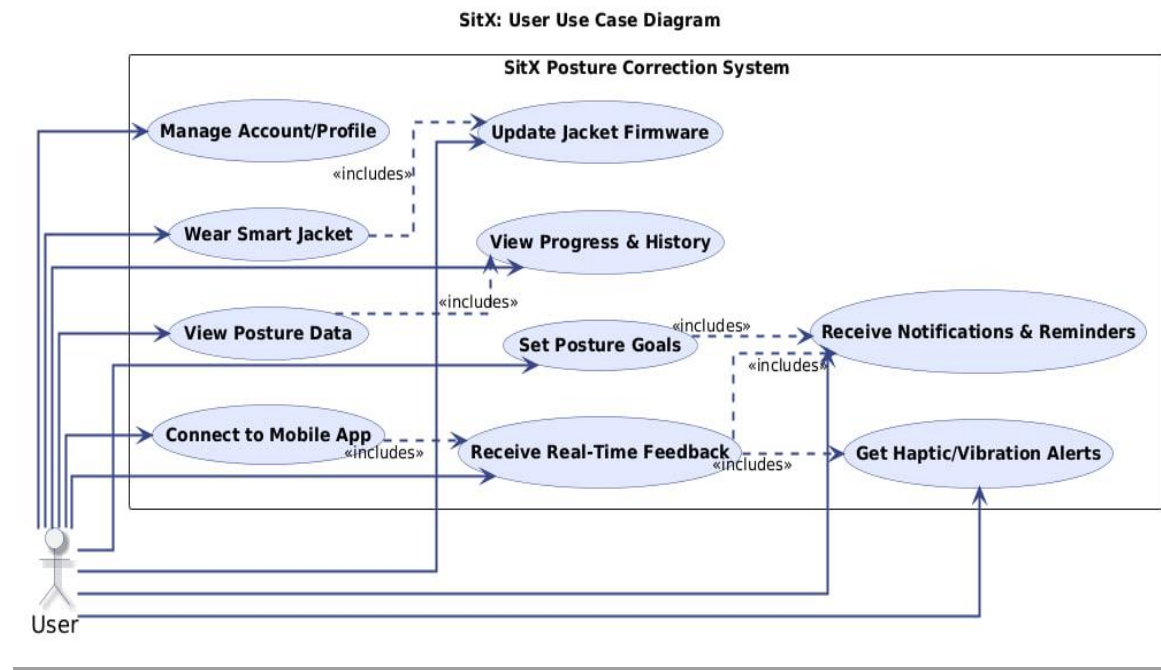 SitX: User Use Case Diagram
SitX Posture Correction System
Manage Account/Profile
Update Jacket Firmware
«includes»
Wear Smart Jacket
View Progress & History
«includes»
View Posture Data
Set Posture Goals
«includes»
Receive Notifications & Reminders
«includes»
Connect to Mobile App
«includes»
Receive Real-Time Feedback
«includes»
Get Haptic/Vibration Alerts
User